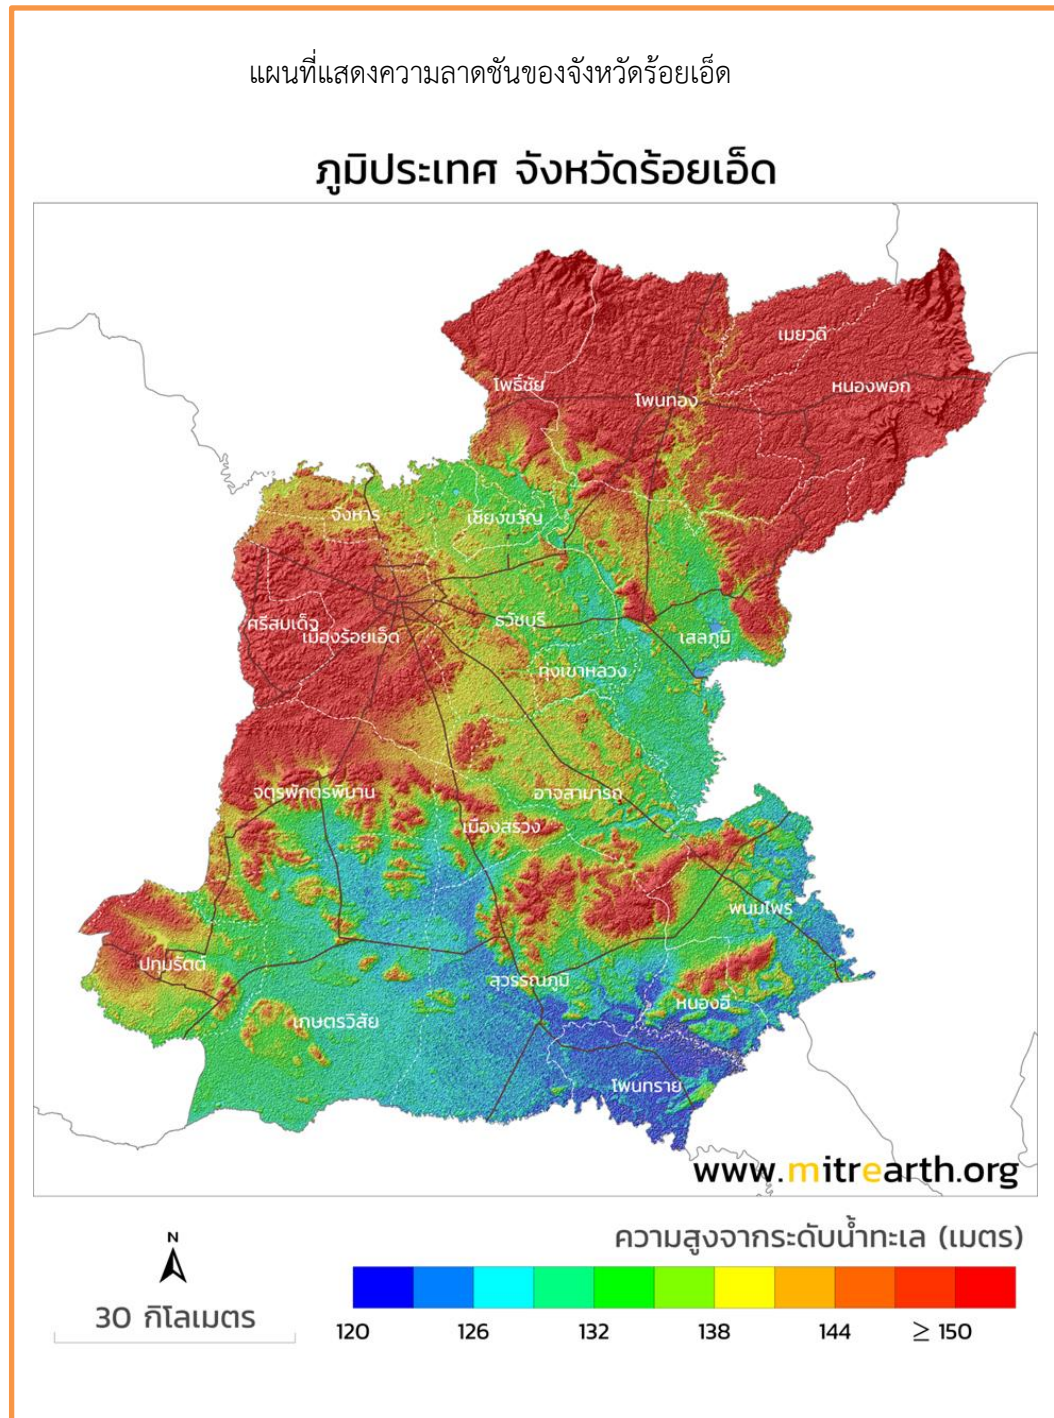 แผนที่แสดงความลาดชันของจังหวัดร้อยเอ็ด
ภูมิประเทศ จังหวัดร้อยเอ็ด
เมยวดี
โพธิ์ชัย
หนองพอก
โพนทอง
จังหาร
เชียงขวัญ
ศรีสมเด็จ
เมืองร้อยเอ็ด
ธวัชบุรี
เสลภูมิ
ทุ่งเขาหลวง
จตุรพักตรพิมาน
อาจสามารถ
เมืองสรวง
พนมไพร
ปทุมรัตต์
สุวรรณภูมิ
หนองฮี
เกษตรวิสัย
โพนทราย
www.mitrearth.org
ความสูงจากระดับน้ำทะเล (เมตร)
N
30 กิโลเมตร
120 126 132 138 144 ≥ 150